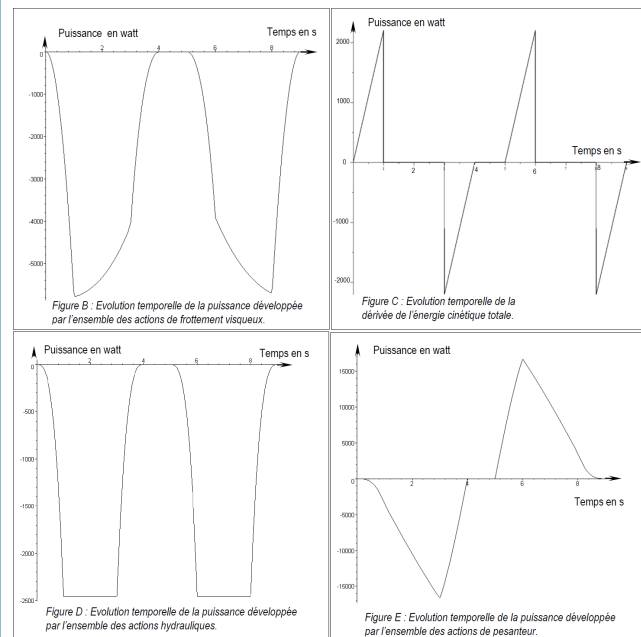 Puissance en watt
Temps en s
0
2
4
6
8
-1000
-2000
-3000
-4000
-5000
Figure B : Evolution temporelle de la puissance développée
par l'ensemble des actions de frottement visqueux.
Puissance en watt
2000
1000
Temps en s
0
2
4
6
8
-1000
-2000
Figure C : Evolution temporelle de la
dérivée de l'énergie cinétique totale.
Puissance en watt
Temps en s
0
2
4
6
8
-500
-1000
-1500
-2000
-2500
Figure D : Evolution temporelle de la puissance développée
par l'ensemble des actions hydrauliques.
Puissance en watt
15000
10000
5000
0
2
4
6
8
Temps en s
-5000
-10000
-15000
Figure E : Evolution temporelle de la puissance développée
par l'ensemble des actions de pesanteur.